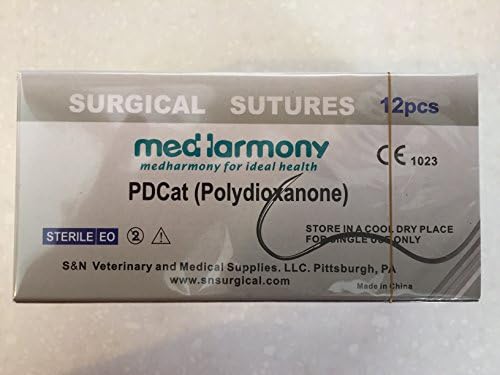 SURGICAL SUTURES 12pcs
medHarmony
medharmony for ideal health
CE 1023
PDCat (Polydioxanone)
STERILE EO 2
STORE IN A COOL DRY PLACE
FOR SINGLE USE ONLY
S&N Veterinary and Medical Supplies. LLC. Pittsburgh, PA
www.snsurgical.com
Made in China